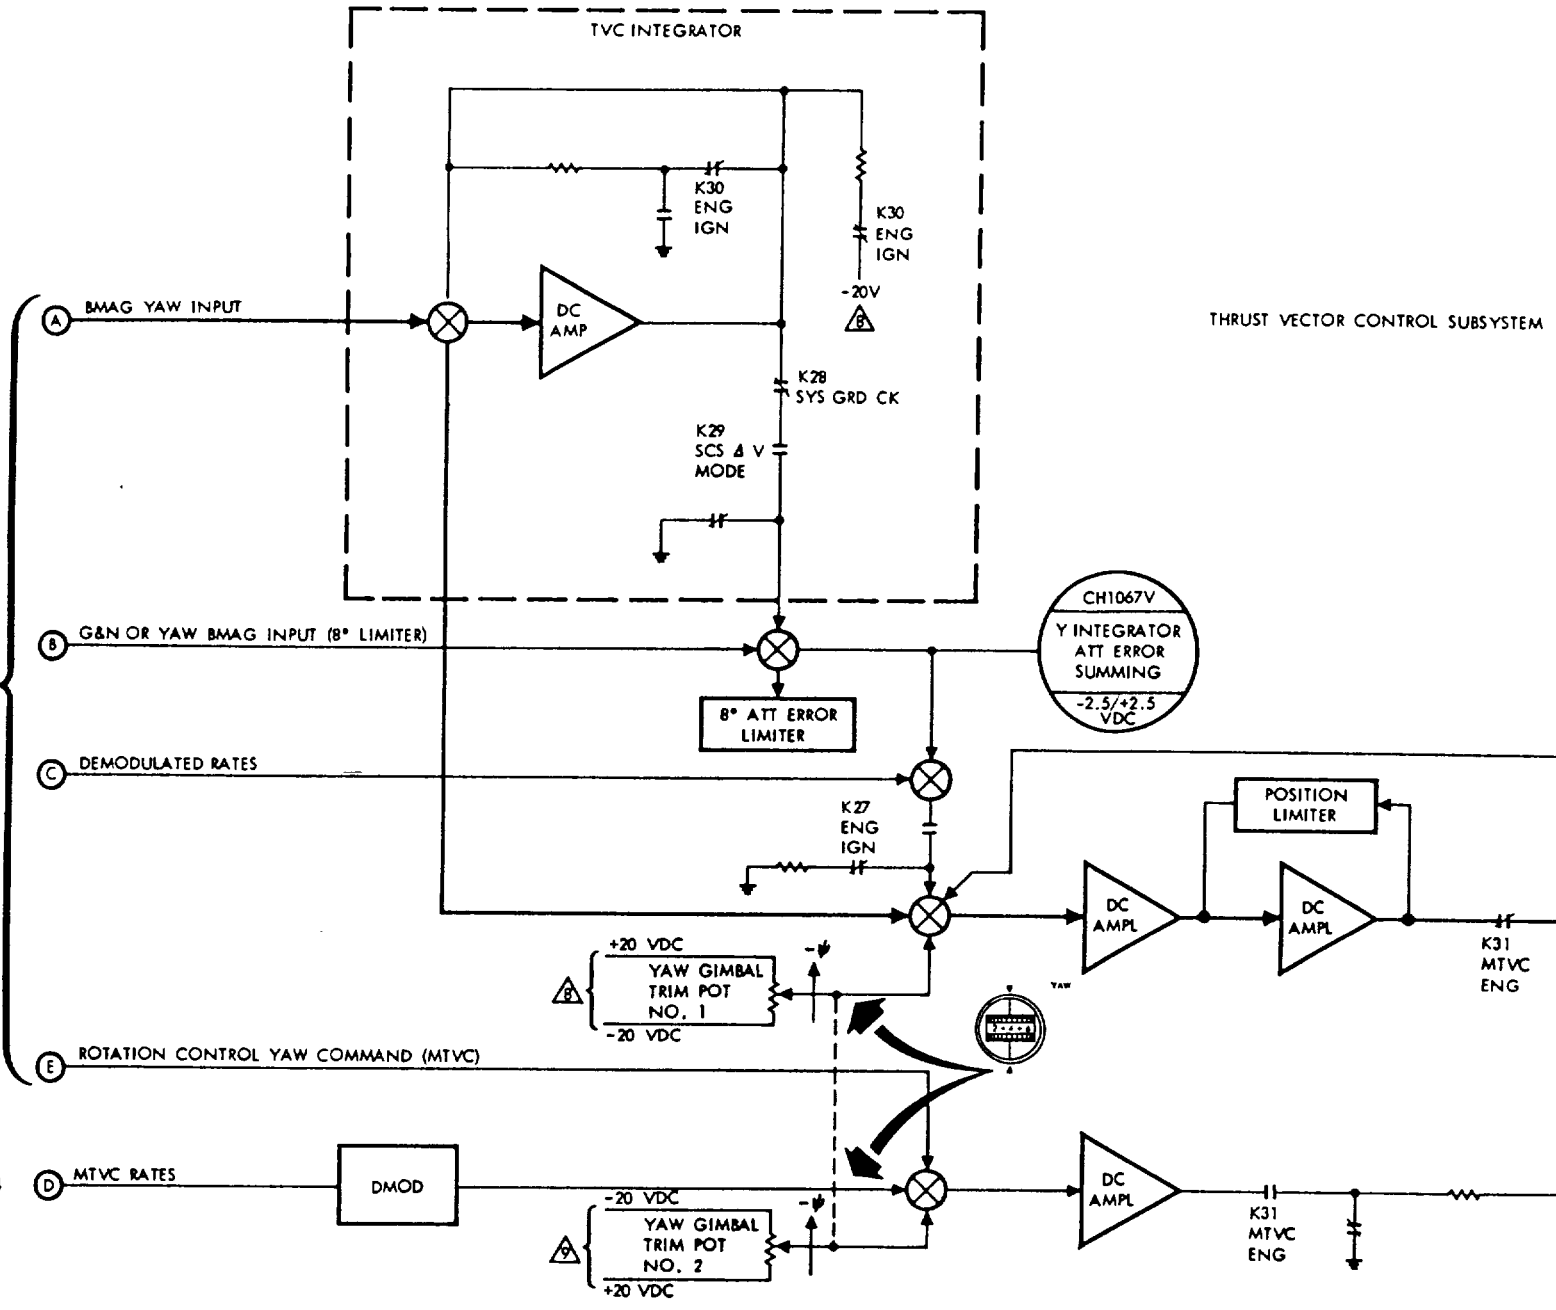 TVC INTEGRATOR
K30
ENG
IGN
K30
ENG
IGN
-20V
8
A
BMAG YAW INPUT
DC
AMP
THRUST VECTOR CONTROL SUBSYSTEM
K28
SYS GRD CK
K29
SCS Δ V
MODE
B
G&N OR YAW BMAG INPUT (8° LIMITER)
CH1067V
Y INTEGRATOR
ATT ERROR
SUMMING
-2.5/+2.5
VDC
8° ATT ERROR
LIMITER
C
DEMODULATED RATES
K27
ENG
IGN
POSITION
LIMITER
DC
AMPL
DC
AMPL
K31
MTVC
ENG
+20 VDC
8
YAW GIMBAL
TRIM POT
NO. 1
-20 VDC
-ψ
YAW
E
ROTATION CONTROL YAW COMMAND (MTVC)
D
MTVC RATES
DMOD
DC
AMPL
-20 VDC
9
YAW GIMBAL
TRIM POT
NO. 2
+20 VDC
-ψ
K31
MTVC
ENG